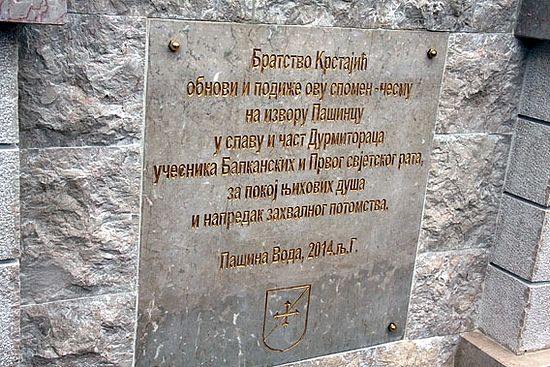 Братство Крстајић
обнови и подиже ову спомен-чесму
на извору Пашинцу
у славу и част Дурмитораца
учесника Балканских и Првог свјетског рата,
за покој њихових душа
и напредак захвалног потомства.
Пашина Вода, 2014.љ.Г.